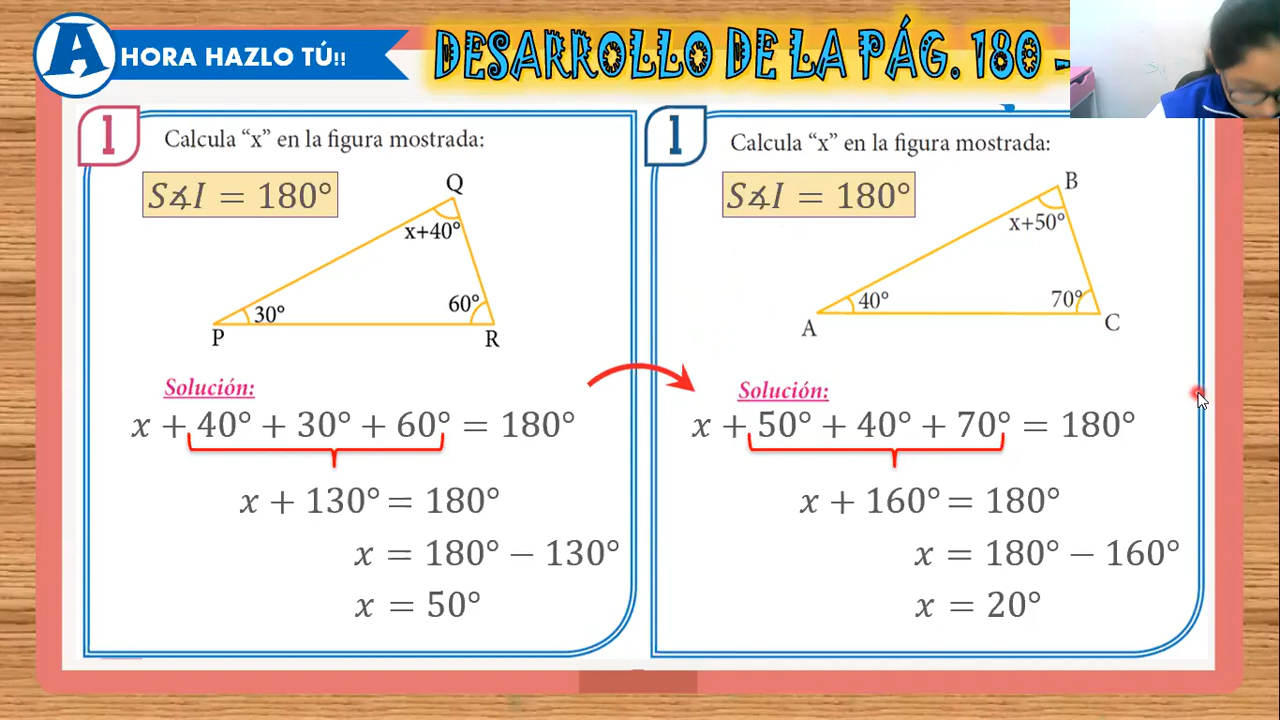 AHORA HAZLO TÚ!!
DESARROLLO DE LA PÁG. 180 -
1
Calcula “x” en la figura mostrada:
S∡I = 180°
Q
x+40°
30°
60°
P
R
Solución:
x + 40° + 30° + 60° = 180°
x + 130° = 180°
x = 180° − 130°
x = 50°
1
Calcula “x” en la figura mostrada:
S∡I = 180°
B
x+50°
40°
70°
A
C
Solución:
x + 50° + 40° + 70° = 180°
x + 160° = 180°
x = 180° − 160°
x = 20°